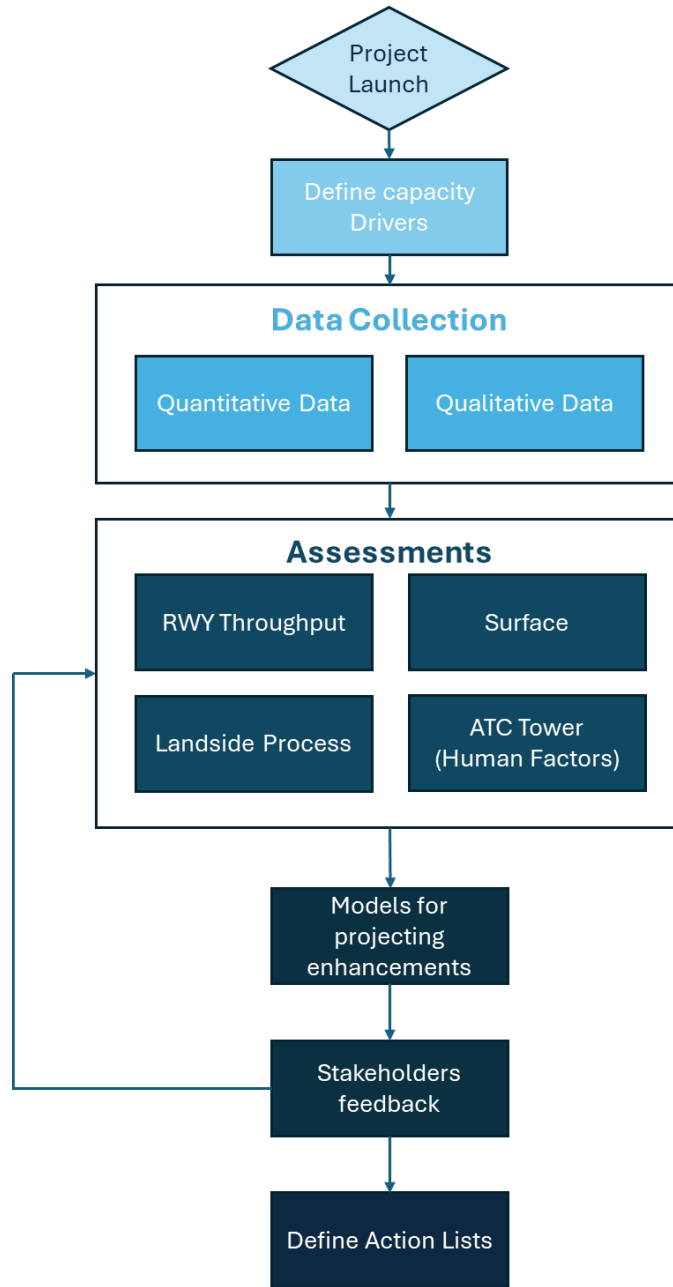 Project
Launch
Define capacity
Drivers
Data Collection
Quantitative Data
Qualitative Data
Assessments
RWY Throughput
Surface
Landside Process
ATC Tower
(Human Factors)
Models for
projecting
enhancements
Stakeholders
feedback
Define Action Lists